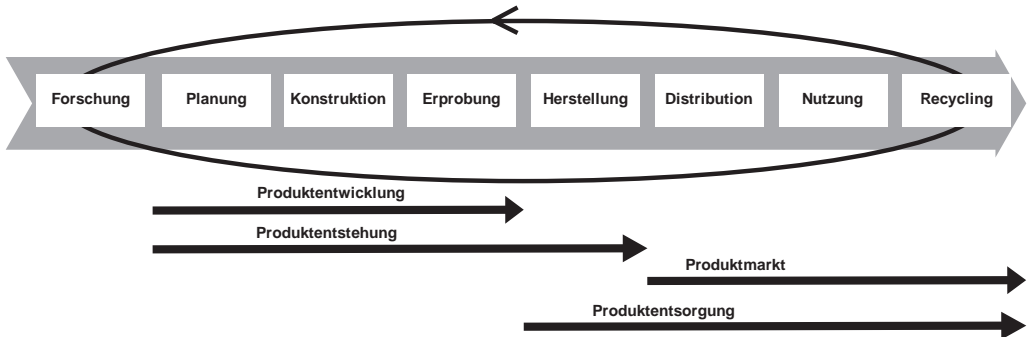 Forschung Planung Konstruktion Erprobung Herstellung Distribution Nutzung Recycling
Produktentwicklung
Produktentstehung
Produktmarkt
Produktentsorgung